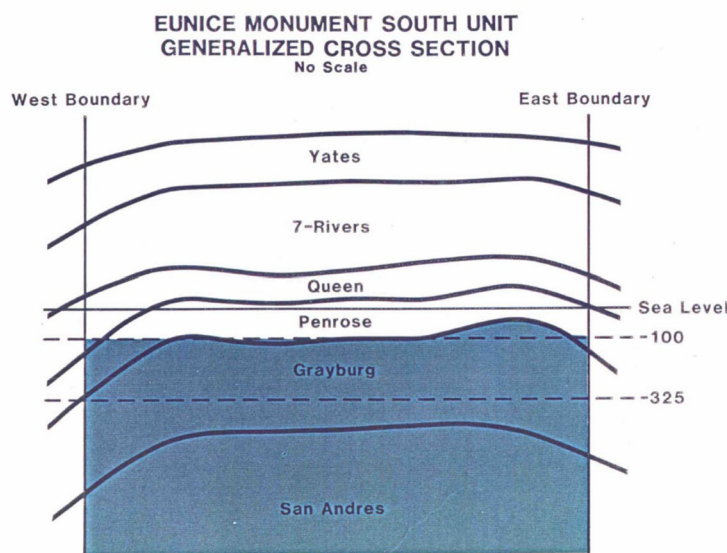 EUNICE MONUMENT SOUTH UNIT
GENERALIZED CROSS SECTION
No Scale
West Boundary
East Boundary
Yates
7-Rivers
Queen
Sea Level
Penrose
-100
Grayburg
-325
San Andres